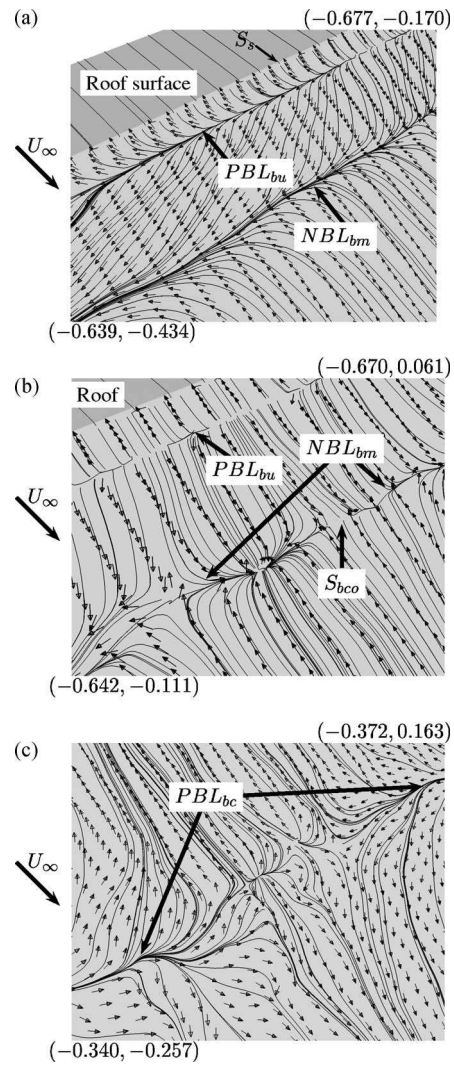 (a)
(−0.677, −0.170)
S_s
Roof surface
U_∞
PBL_bu
NBL_bm
(−0.639, −0.434)
(b)
(−0.670, 0.061)
Roof
NBL_bm
PBL_bu
U_∞
S_bco
(−0.642, −0.111)
(c)
(−0.372, 0.163)
PBL_bc
U_∞
(−0.340, −0.257)